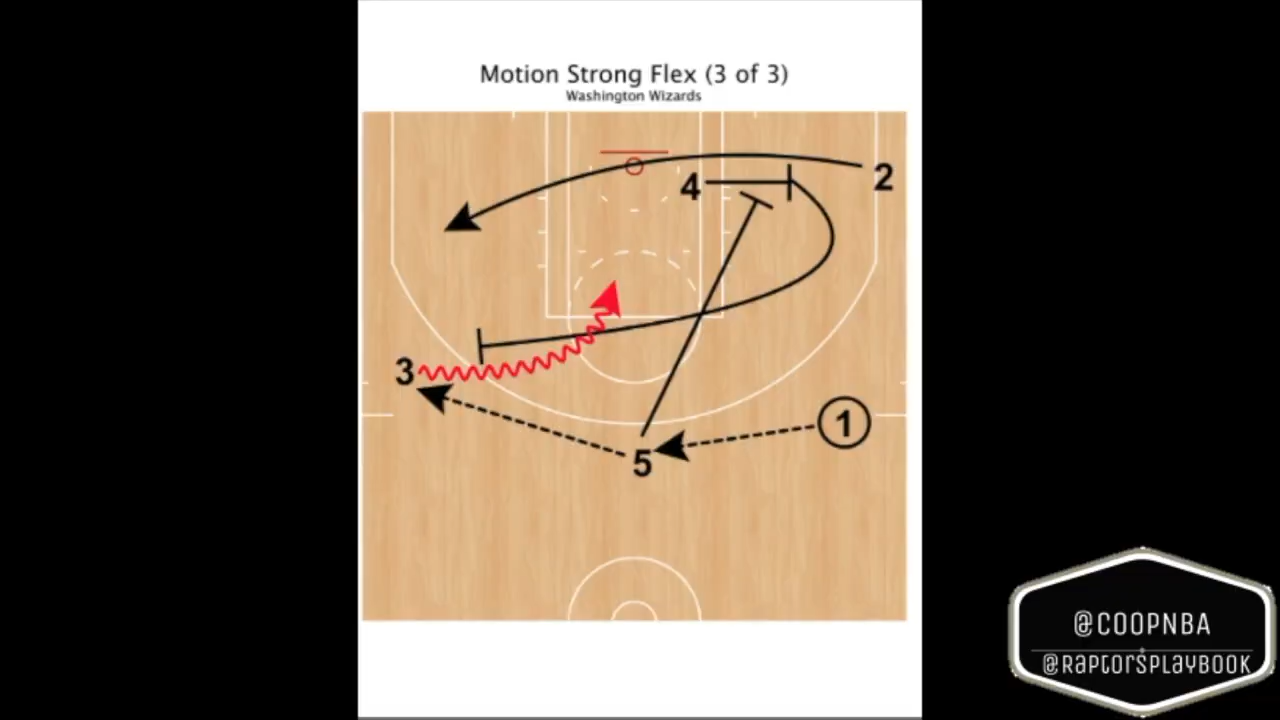 Motion Strong Flex (3 of 3)
Washington Wizards
4
2
3
1
5
@COOPNBA
@RAPTORSPLAYBOOK